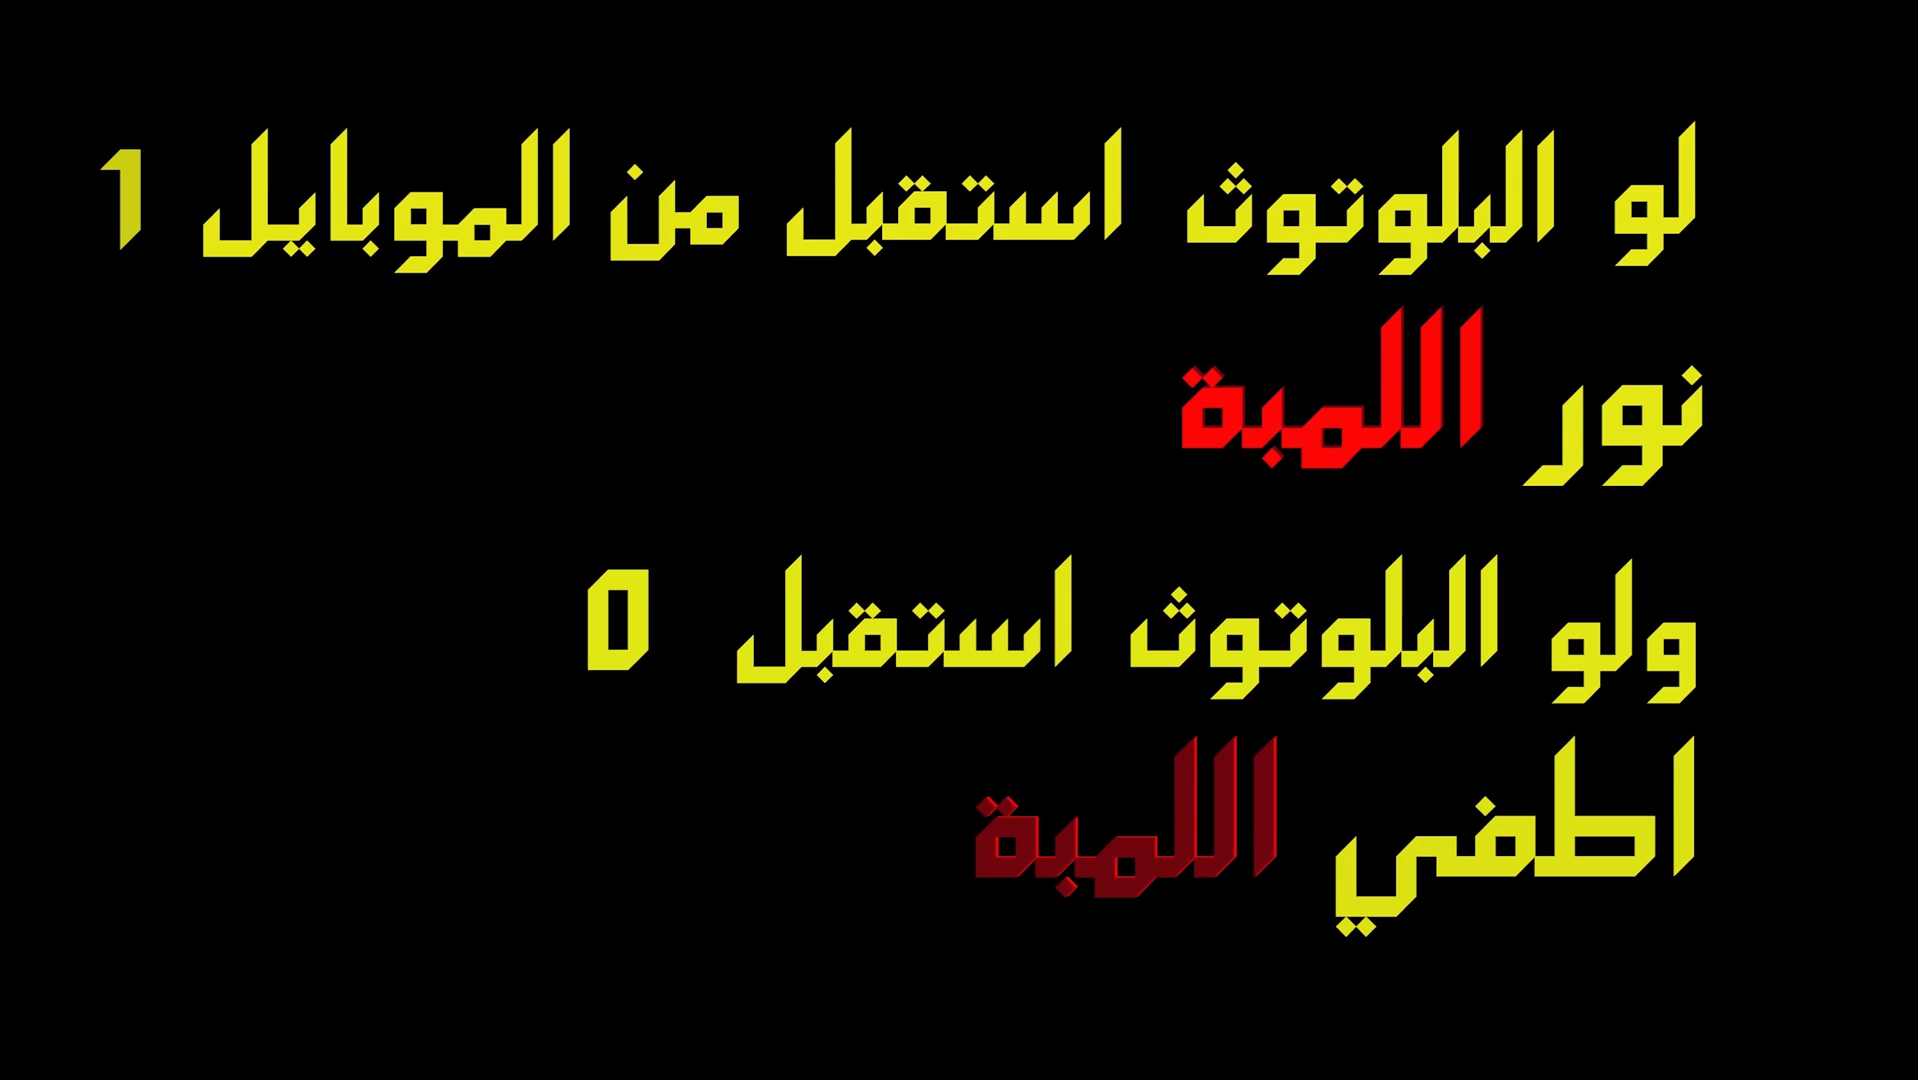 لو البلوتوث استقبل من الموبايل 1
نور اللمبة
ولو البلوتوث استقبل 0
اطفي اللمبة